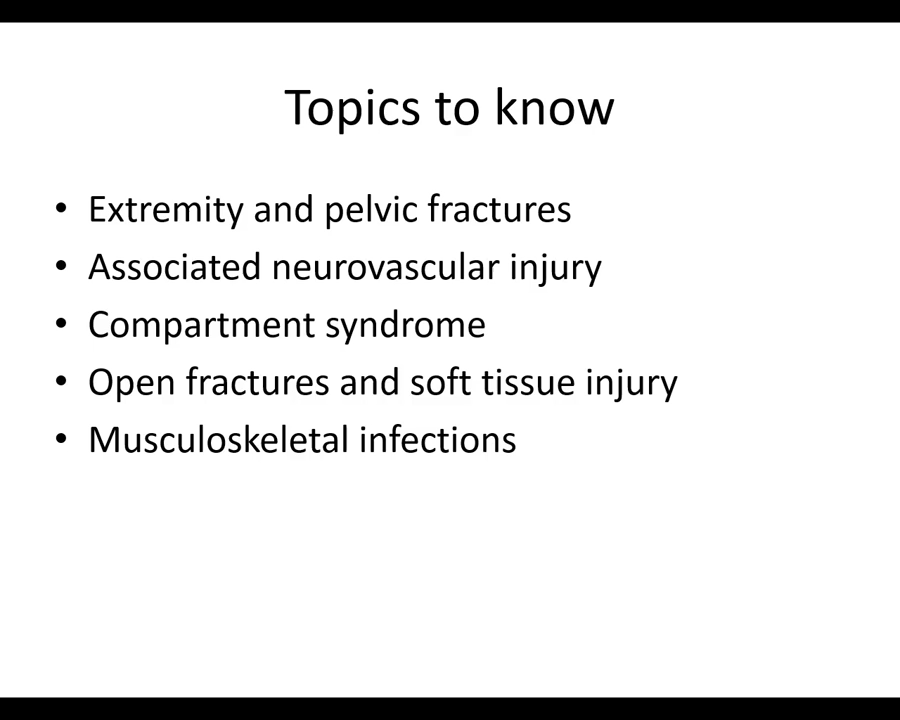 Topics to know
• Extremity and pelvic fractures
• Associated neurovascular injury
• Compartment syndrome
• Open fractures and soft tissue injury
• Musculoskeletal infections